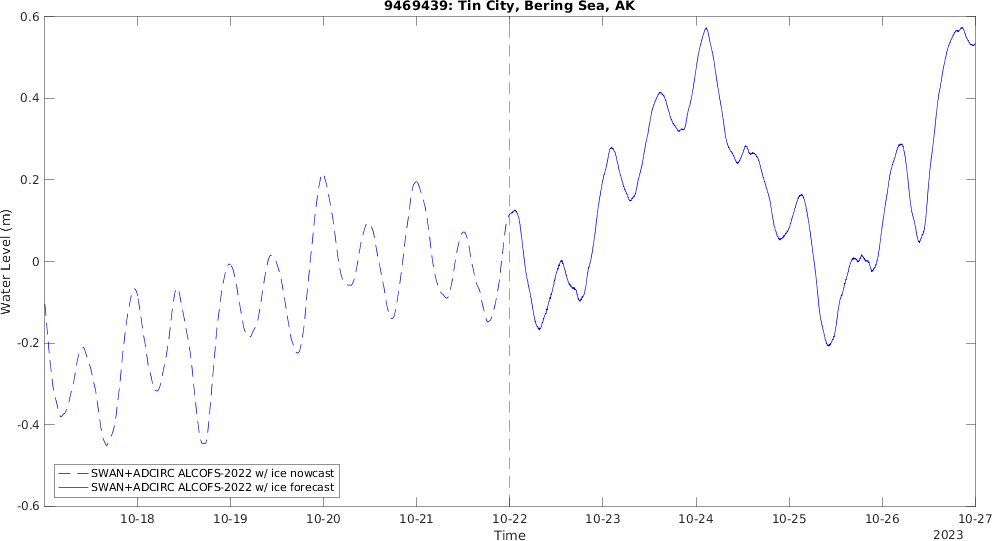 9469439: Tin City, Bering Sea, AK
0.6
0.4
0.2
0
-0.2
-0.4
-0.6
Water Level (m)
SWAN+ADCIRC ALCOFS-2022 w/ ice nowcast
SWAN+ADCIRC ALCOFS-2022 w/ ice forecast
10-18 10-19 10-20 10-21 10-22 10-23 10-24 10-25 10-26 10-27
Time
2023